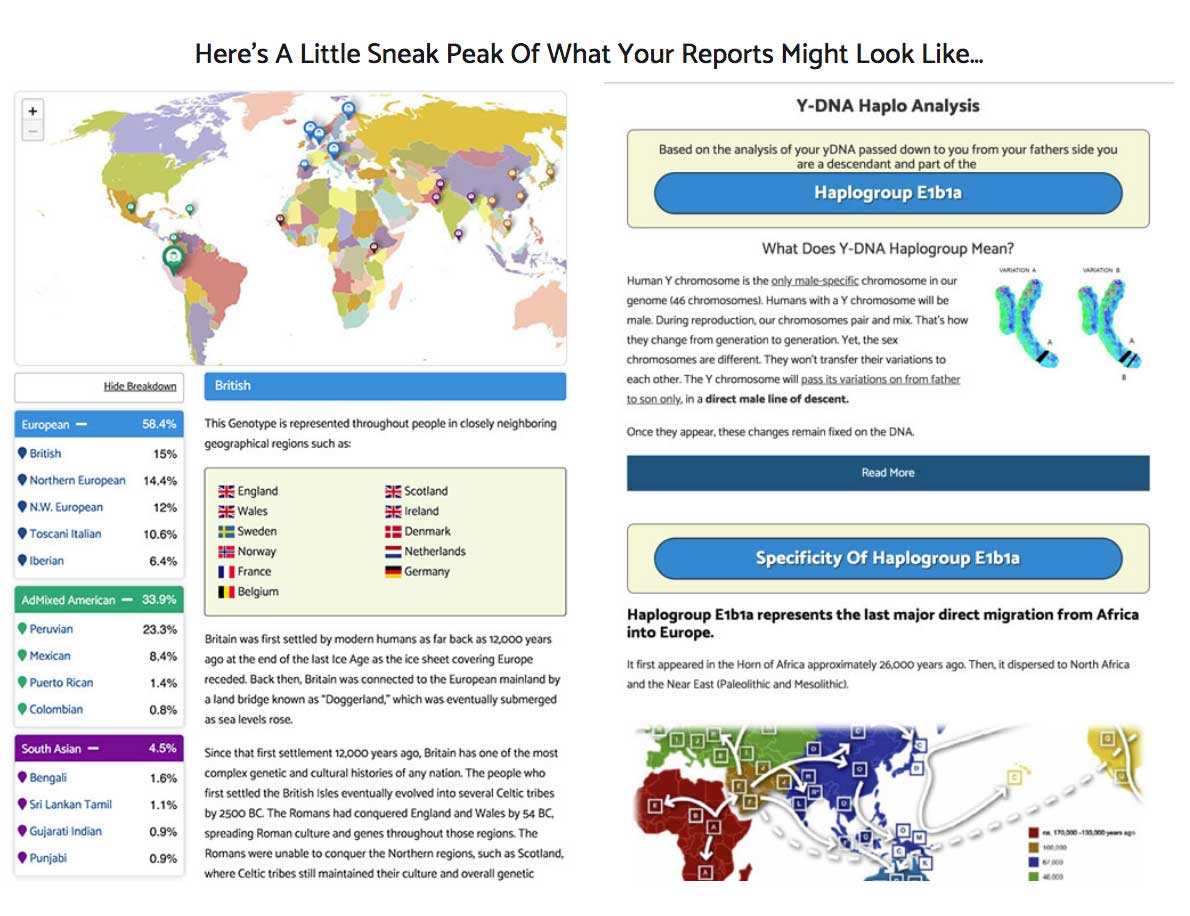 Here's A Little Sneak Peak Of What Your Reports Might Look Like...
+
−
Hide Breakdown
European — 58.4%
British 15%
Northern European 14.4%
N.W. European 12%
Toscani Italian 10.6%
Iberian 6.4%
AdMixed American — 33.9%
Peruvian 23.3%
Mexican 8.4%
Puerto Rican 1.4%
Colombian 0.8%
South Asian — 4.5%
Bengali 1.6%
Sri Lankan Tamil 1.1%
Gujarati Indian 0.9%
Punjabi 0.9%
British
This Genotype is represented throughout people in closely neighboring
geographical regions such as:
England
Scotland
Wales
Ireland
Sweden
Denmark
Norway
Netherlands
France
Germany
Belgium
Britain was first settled by modern humans as far back as 12,000 years
ago at the end of the last Ice Age as the ice sheet covering Europe
receded. Back then, Britain was connected to the European mainland by
a land bridge known as "Doggerland," which was eventually submerged
as sea levels rose.
Since that first settlement 12,000 years ago, Britain has one of the most
complex genetic and cultural histories of any nation. The people who
first settled the British Isles eventually evolved into several Celtic tribes
by 2500 BC. The Romans had conquered England and Wales by 54 BC,
spreading Roman culture and genes throughout those regions. The
Romans were unable to conquer the Northern regions, such as Scotland,
where Celtic tribes still maintained their culture and overall genetic
Y-DNA Haplo Analysis
Based on the analysis of your yDNA passed down to you from your fathers side you
are a descendant and part of the
Haplogroup E1b1a
What Does Y-DNA Haplogroup Mean?
Human Y chromosome is the only male-specific chromosome in our
genome (46 chromosomes). Humans with a Y chromosome will be
male. During reproduction, our chromosomes pair and mix. That's how
they change from generation to generation. Yet, the sex
chromosomes are different. They won't transfer their variations to
each other. The Y chromosome will pass its variations on from father
to son only, in a direct male line of descent.
VARIATION A
VARIATION B
A
A
B
Once they appear, these changes remain fixed on the DNA.
Read More
Specificity Of Haplogroup E1b1a
Haplogroup E1b1a represents the last major direct migration from Africa
into Europe.
It first appeared in the Horn of Africa approximately 26,000 years ago. Then, it dispersed to North Africa
and the Near East (Paleolithic and Mesolithic).
E
B
A
A
D
D
ca. 170,000 -130,000 years ago
100,000
67,000